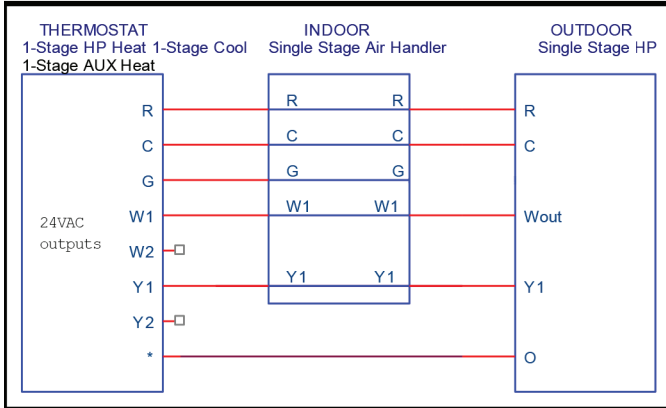 THERMOSTAT
1-Stage HP Heat 1-Stage Cool
1-Stage AUX Heat
INDOOR
Single Stage Air Handler
OUTDOOR
Single Stage HP
R R R R
C C C C
G G G
W1 W1 W1 Wout
24VAC
outputs
W2
Y1 Y1 Y1 Y1
Y2
* O